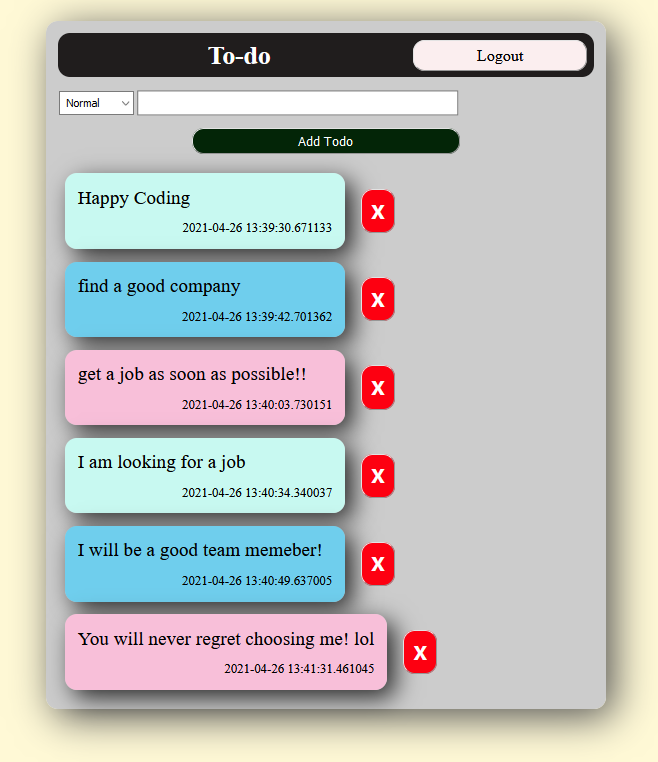 To-do
Logout
Normal
Add Todo
Happy Coding
2021-04-26 13:39:30.671133
X
find a good company
2021-04-26 13:39:42.701362
X
get a job as soon as possible!!
2021-04-26 13:40:03.730151
X
I am looking for a job
2021-04-26 13:40:34.340037
X
I will be a good team memeber!
2021-04-26 13:40:49.637005
X
You will never regret choosing me! lol
2021-04-26 13:41:31.461045
X